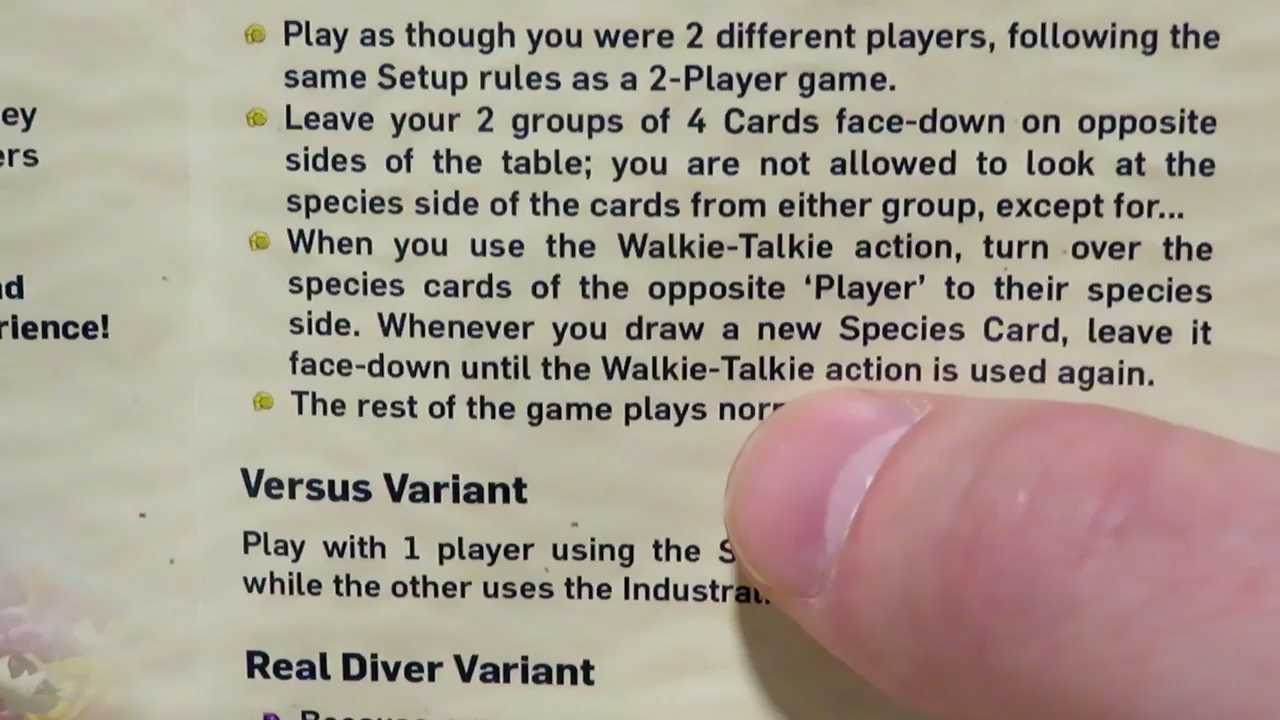 ey
ers
nd
rience!
Play as though you were 2 different players, following the
same Setup rules as a 2-Player game.
Leave your 2 groups of 4 Cards face-down on opposite
sides of the table; you are not allowed to look at the
species side of the cards from either group, except for...
When you use the Walkie-Talkie action, turn over the
species cards of the opposite ‘Player’ to their species
side. Whenever you draw a new Species Card, leave it
face-down until the Walkie-Talkie action is used again.
The rest of the game plays
Versus Variant
Play with 1 player using the
while the other uses the
Real Diver Variant